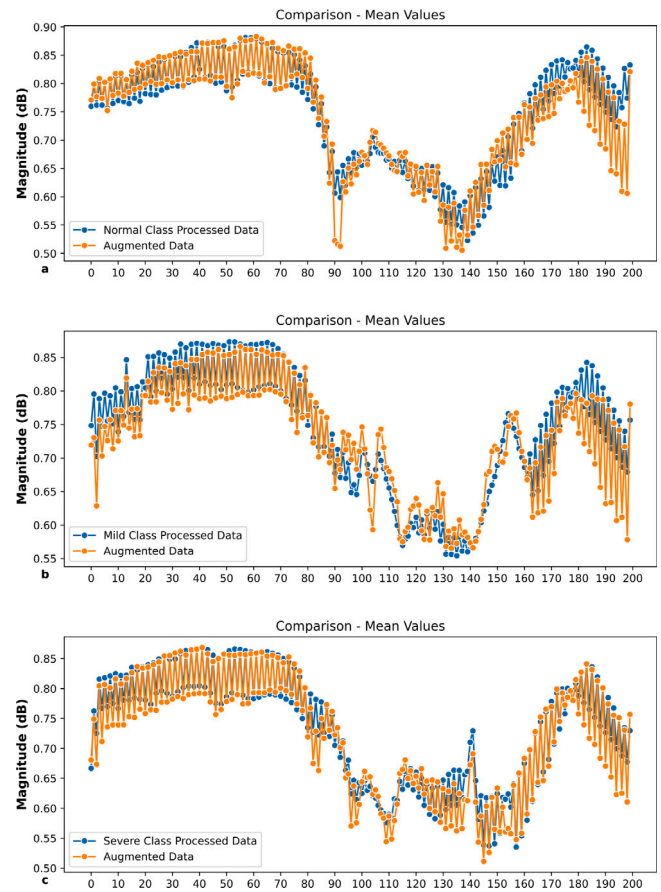 Comparison - Mean Values
0.90
0.85
0.80
0.75
0.70
0.65
0.60
0.55
0.50
Magnitude (dB)
Normal Class Processed Data
Augmented Data
0 10 20 30 40 50 60 70 80 90 100 110 120 130 140 150 160 170 180 190 200
a
Comparison - Mean Values
0.85
0.80
0.75
0.70
0.65
0.60
0.55
Magnitude (dB)
Mild Class Processed Data
Augmented Data
0 10 20 30 40 50 60 70 80 90 100 110 120 130 140 150 160 170 180 190 200
b
Comparison - Mean Values
0.85
0.80
0.75
0.70
0.65
0.60
0.55
0.50
Magnitude (dB)
Severe Class Processed Data
Augmented Data
0 10 20 30 40 50 60 70 80 90 100 110 120 130 140 150 160 170 180 190 200
c